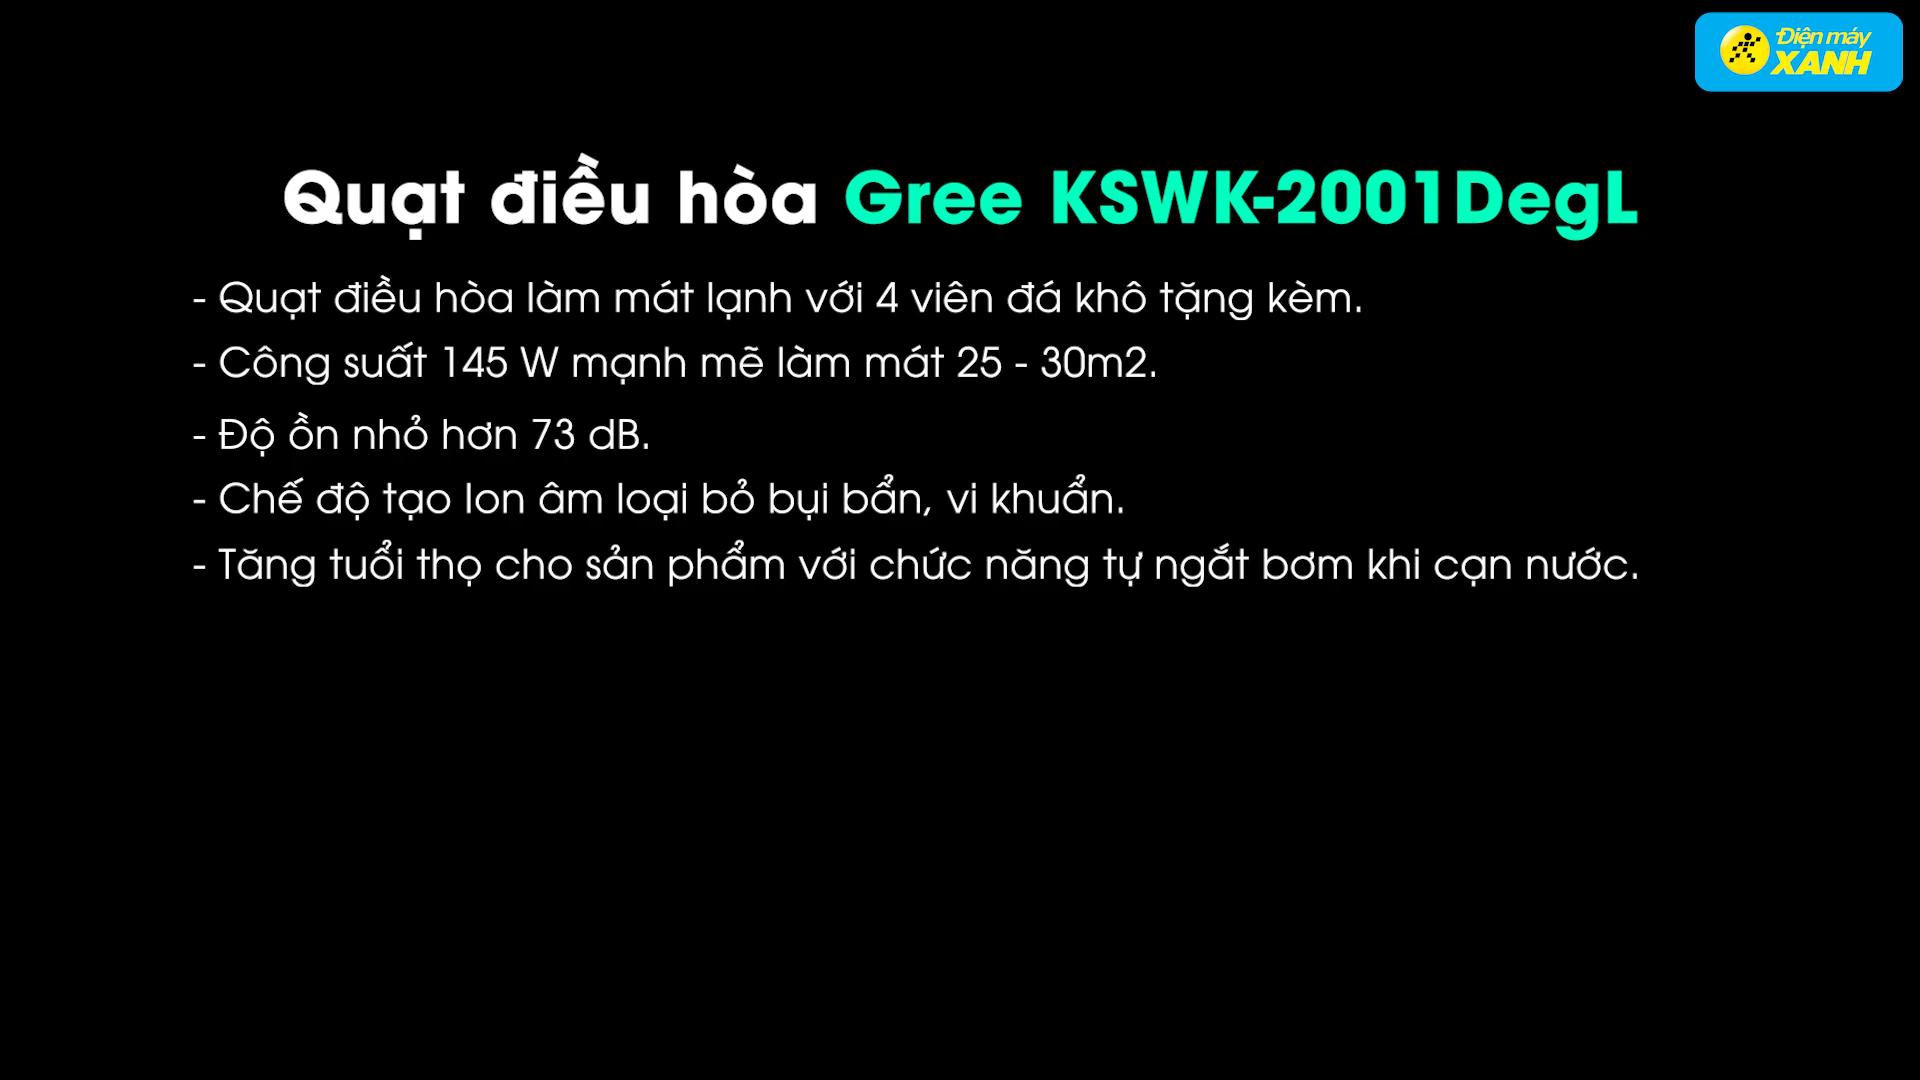 Điện máy
XANH
Quạt điều hòa Gree KSWK-2001DegL
- Quạt điều hòa làm mát lạnh với 4 viên đá khô tặng kèm.
- Công suất 145 W mạnh mẽ làm mát 25 - 30m2.
- Độ ồn nhỏ hơn 73 dB.
- Chế độ tạo Ion âm loại bỏ bụi bẩn, vi khuẩn.
- Tăng tuổi thọ cho sản phẩm với chức năng tự ngắt bơm khi cạn nước.